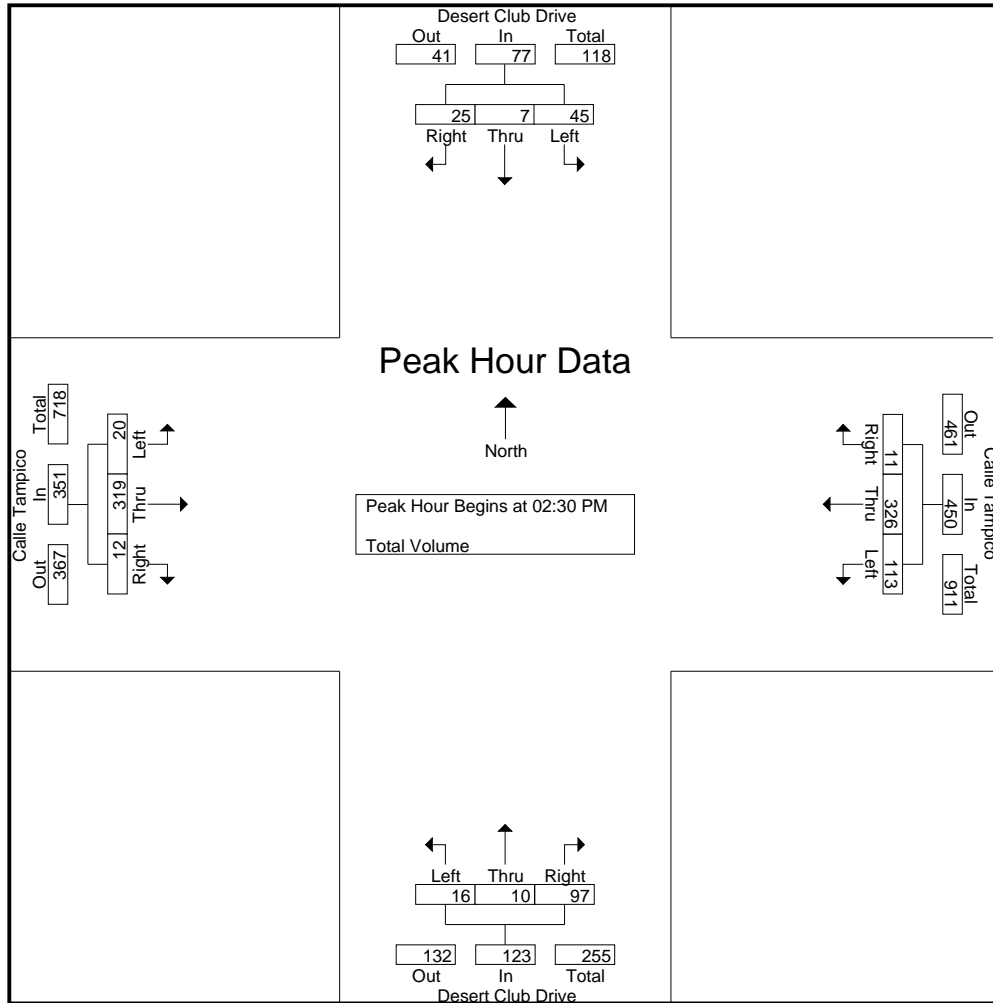 Desert Club Drive
Out In Total
41 77 118
25 7 45
Right Thru Left
Peak Hour Data
North
Peak Hour Begins at 02:30 PM
Total Volume
Calle Tampico
Total In Out
718 351 367
20 319 12
Left Thru Right
Calle Tampico
Out In Total
461 450 911
11 326 113
Right Thru Left
Left Thru Right
16 10 97
132 123 255
Out In Total
Desert Club Drive